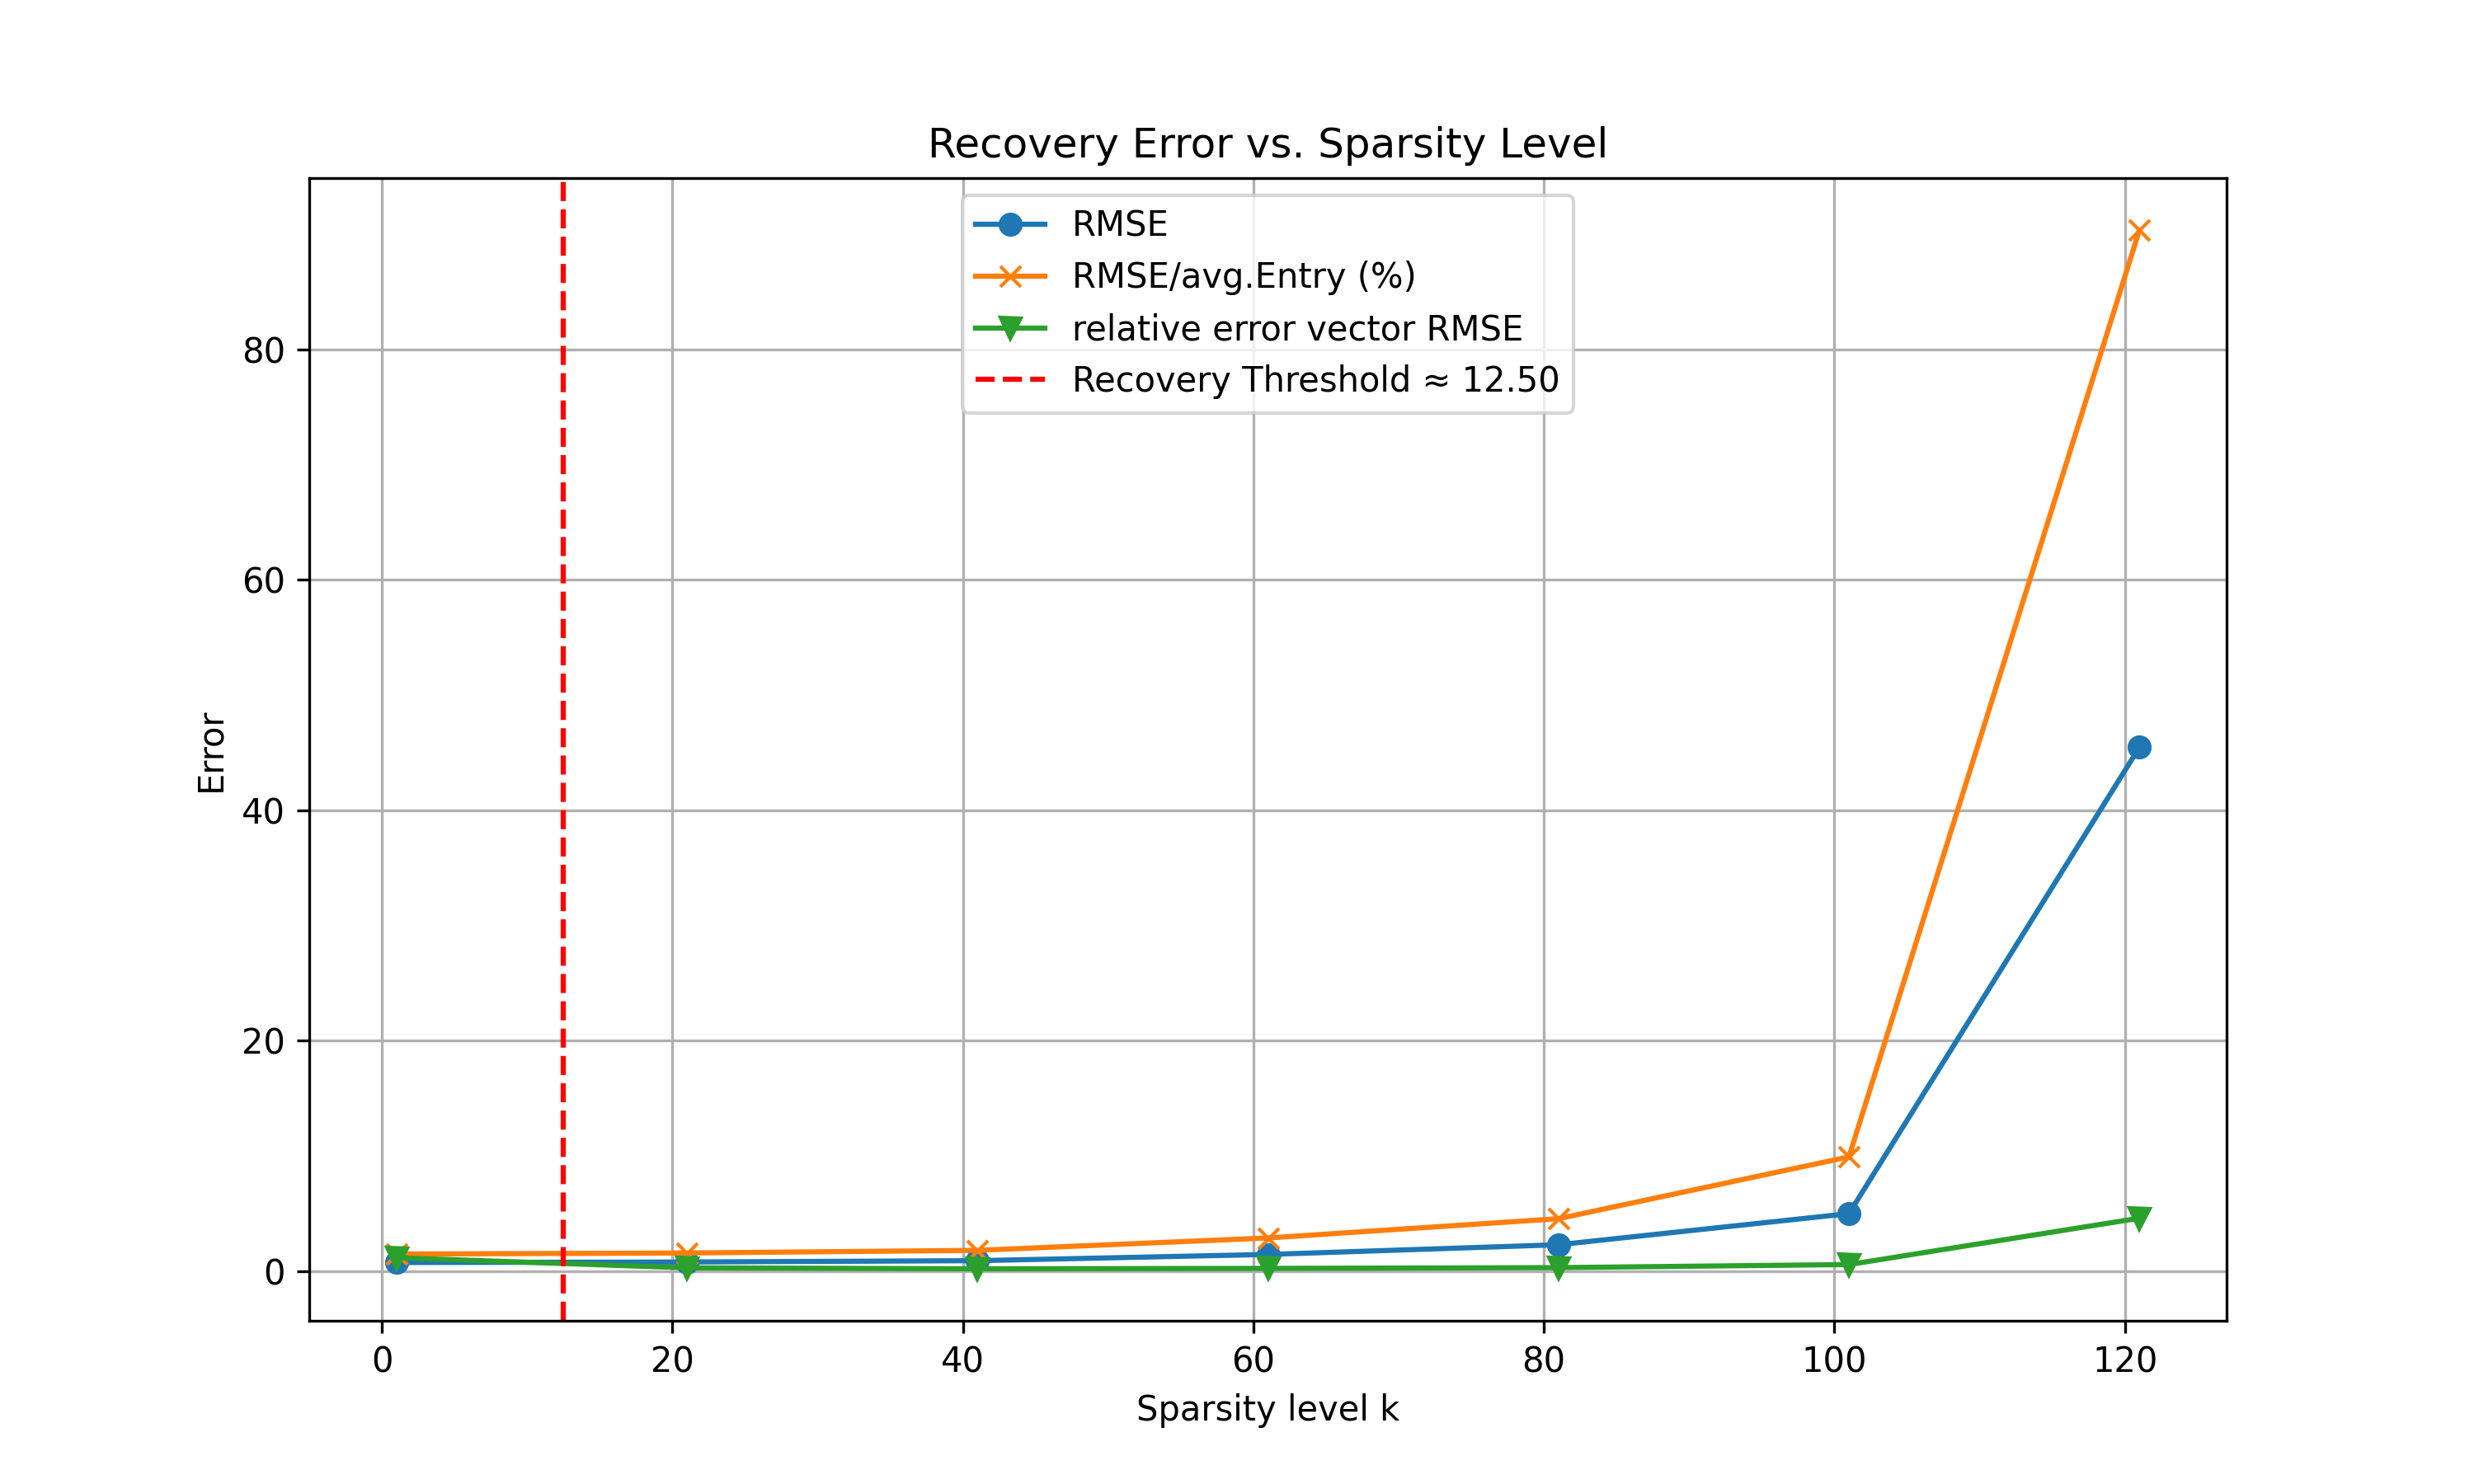 Recovery Error vs. Sparsity Level
RMSE
RMSE/avg.Entry (%)
relative error vector RMSE
Recovery Threshold ≈ 12.50
Error
80
60
40
20
0
0 20 40 60 80 100 120
Sparsity level k